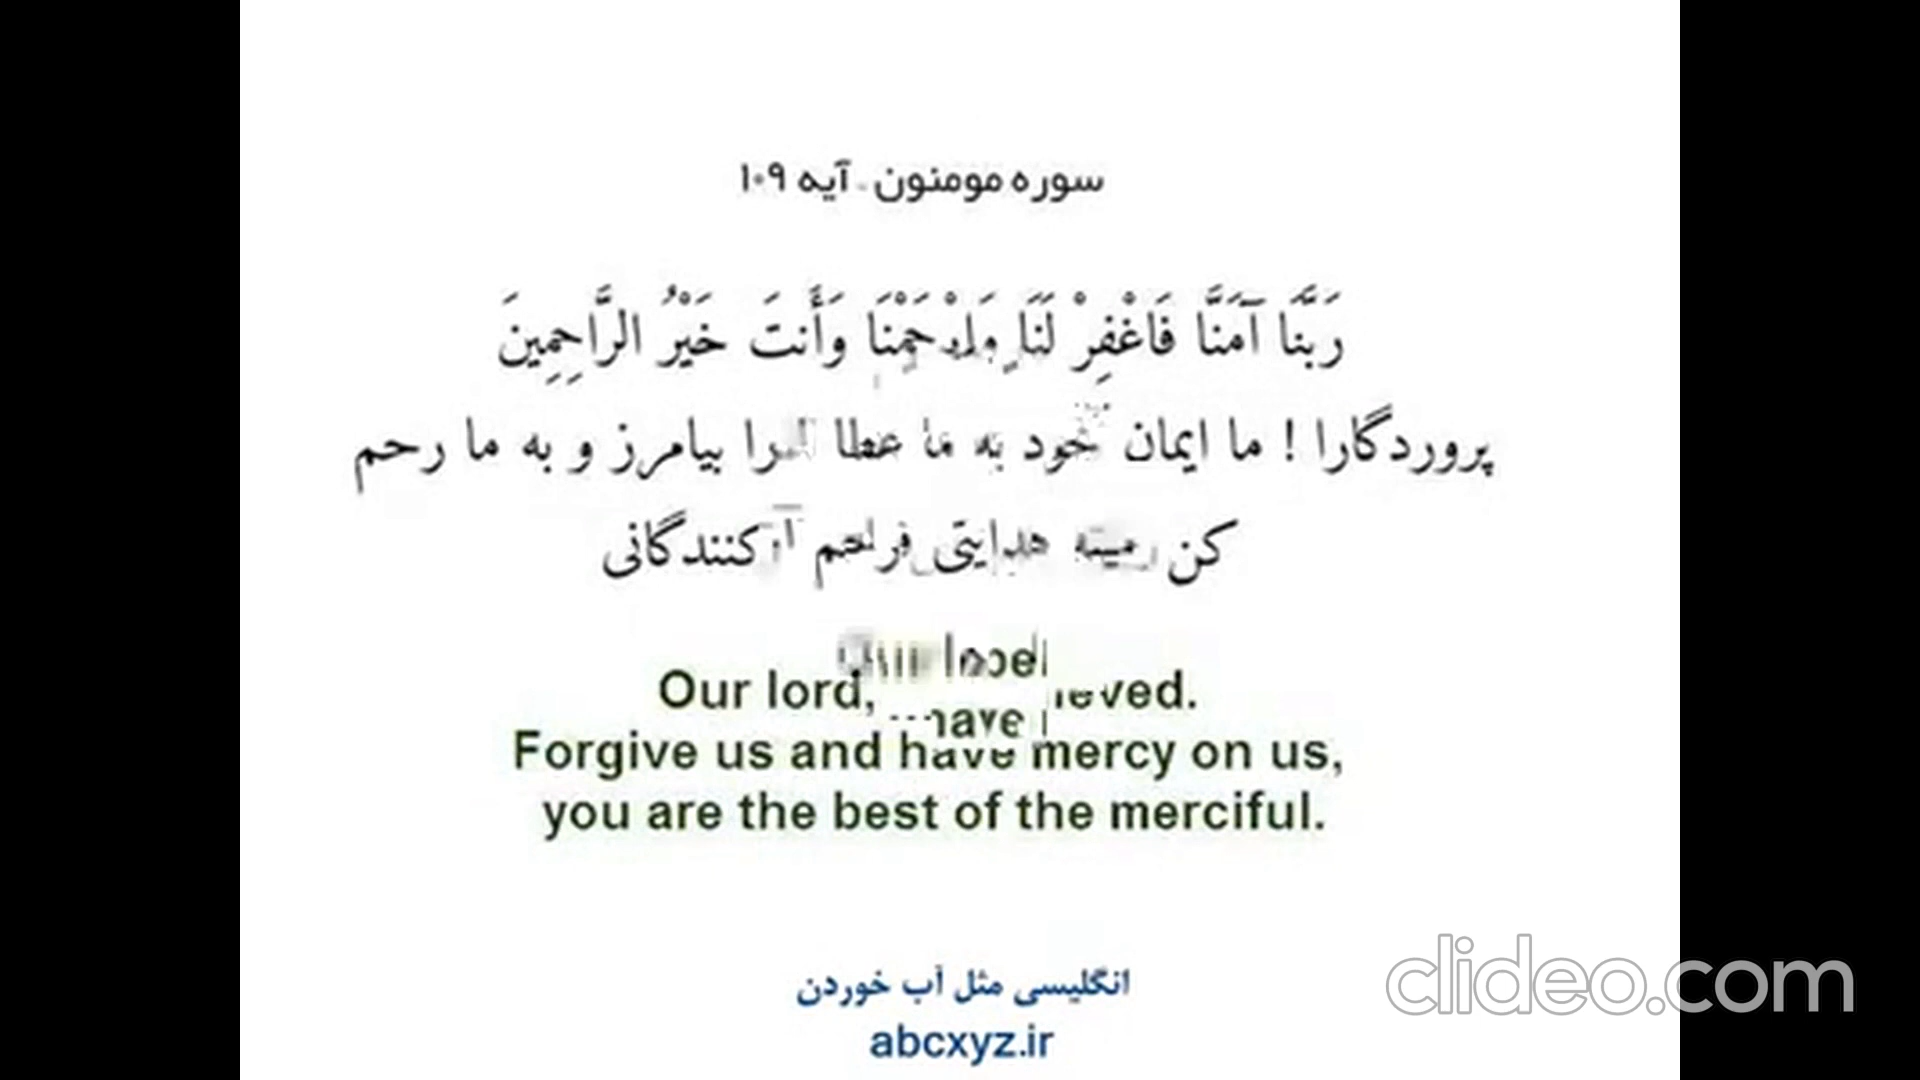 سوره مومنون - آیه ۱۰۹
رَبَّنَا آمَنَّا فَاغْفِرْ لَنَا وَأَنتَ خَيْرُ الرَّاحِمِينَ
پروردگارا ! ما ایمان خود به ما عطا بیامرز و به ما رحم
کن هدایتی کنندگانی
Our lord,
have
Forgive us and have mercy on us,
you are the best of the merciful.
انگلیسی مثل آب خوردن
abcxyz.ir
clideo.com